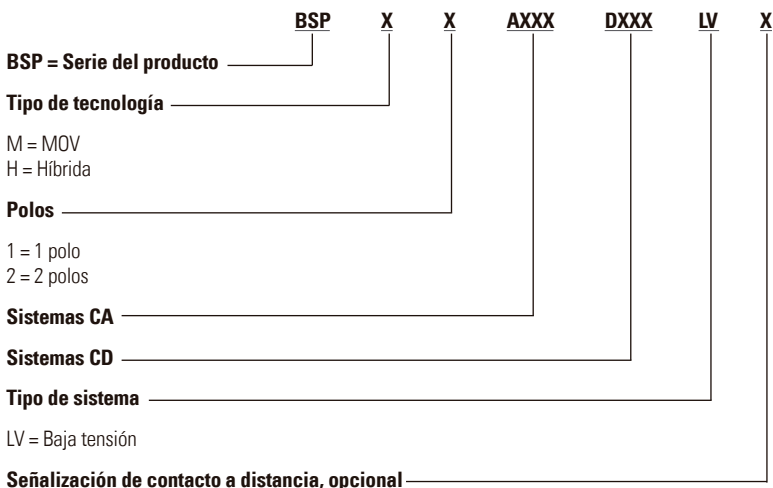 BSP X X AXXX DXXX LV X
BSP = Serie del producto
Tipo de tecnología
M = MOV
H = Híbrida
Polos
1 = 1 polo
2 = 2 polos
Sistemas CA
Sistemas CD
Tipo de sistema
LV = Baja tensión
Señalización de contacto a distancia, opcional